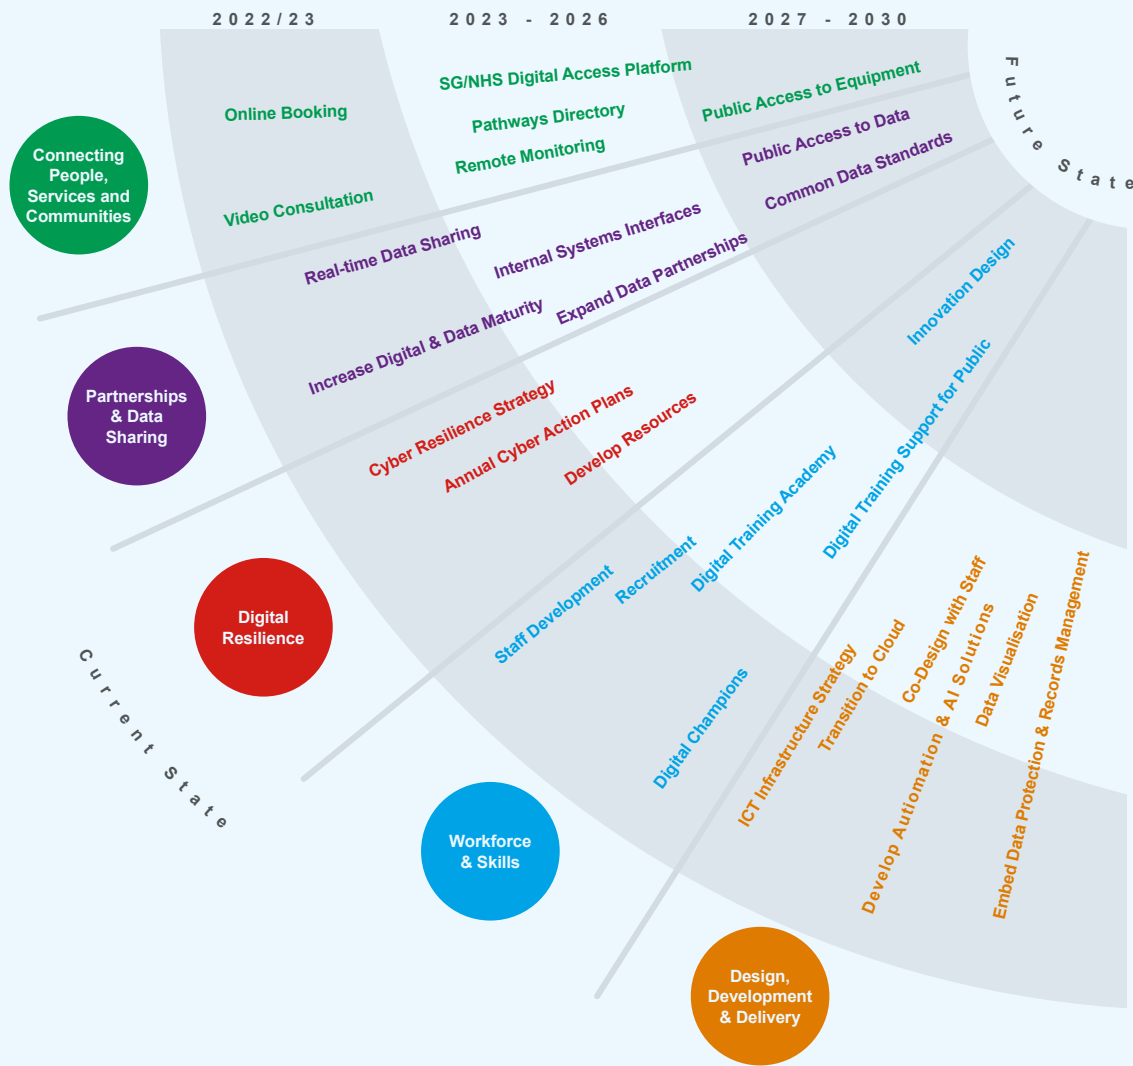 2022/23
2023 - 2026
2027 - 2030
Future State
SG/NHS Digital Access Platform
Public Access to Equipment
Online Booking
Pathways Directory
Public Access to Data
Remote Monitoring
Common Data Standards
Connecting
People,
Services and
Communities
Video Consultation
Real-time Data Sharing
Internal Systems Interfaces
Expand Data Partnerships
Increase Digital & Data Maturity
Innovation Design
Partnerships
& Data
Sharing
Cyber Resilience Strategy
Annual Cyber Action Plans
Develop Resources
Digital Training Support for Public
Digital Training Academy
Recruitment
Staff Development
Digital
Resilience
Current State
Digital Champions
ICT Infrastructure Strategy
Transition to Cloud
Co-Design with Staff
Develop Autiomation & AI Solutions
Data Visualisation
Embed Data Protection & Records Management
Workforce
& Skills
Design,
Development
& Delivery